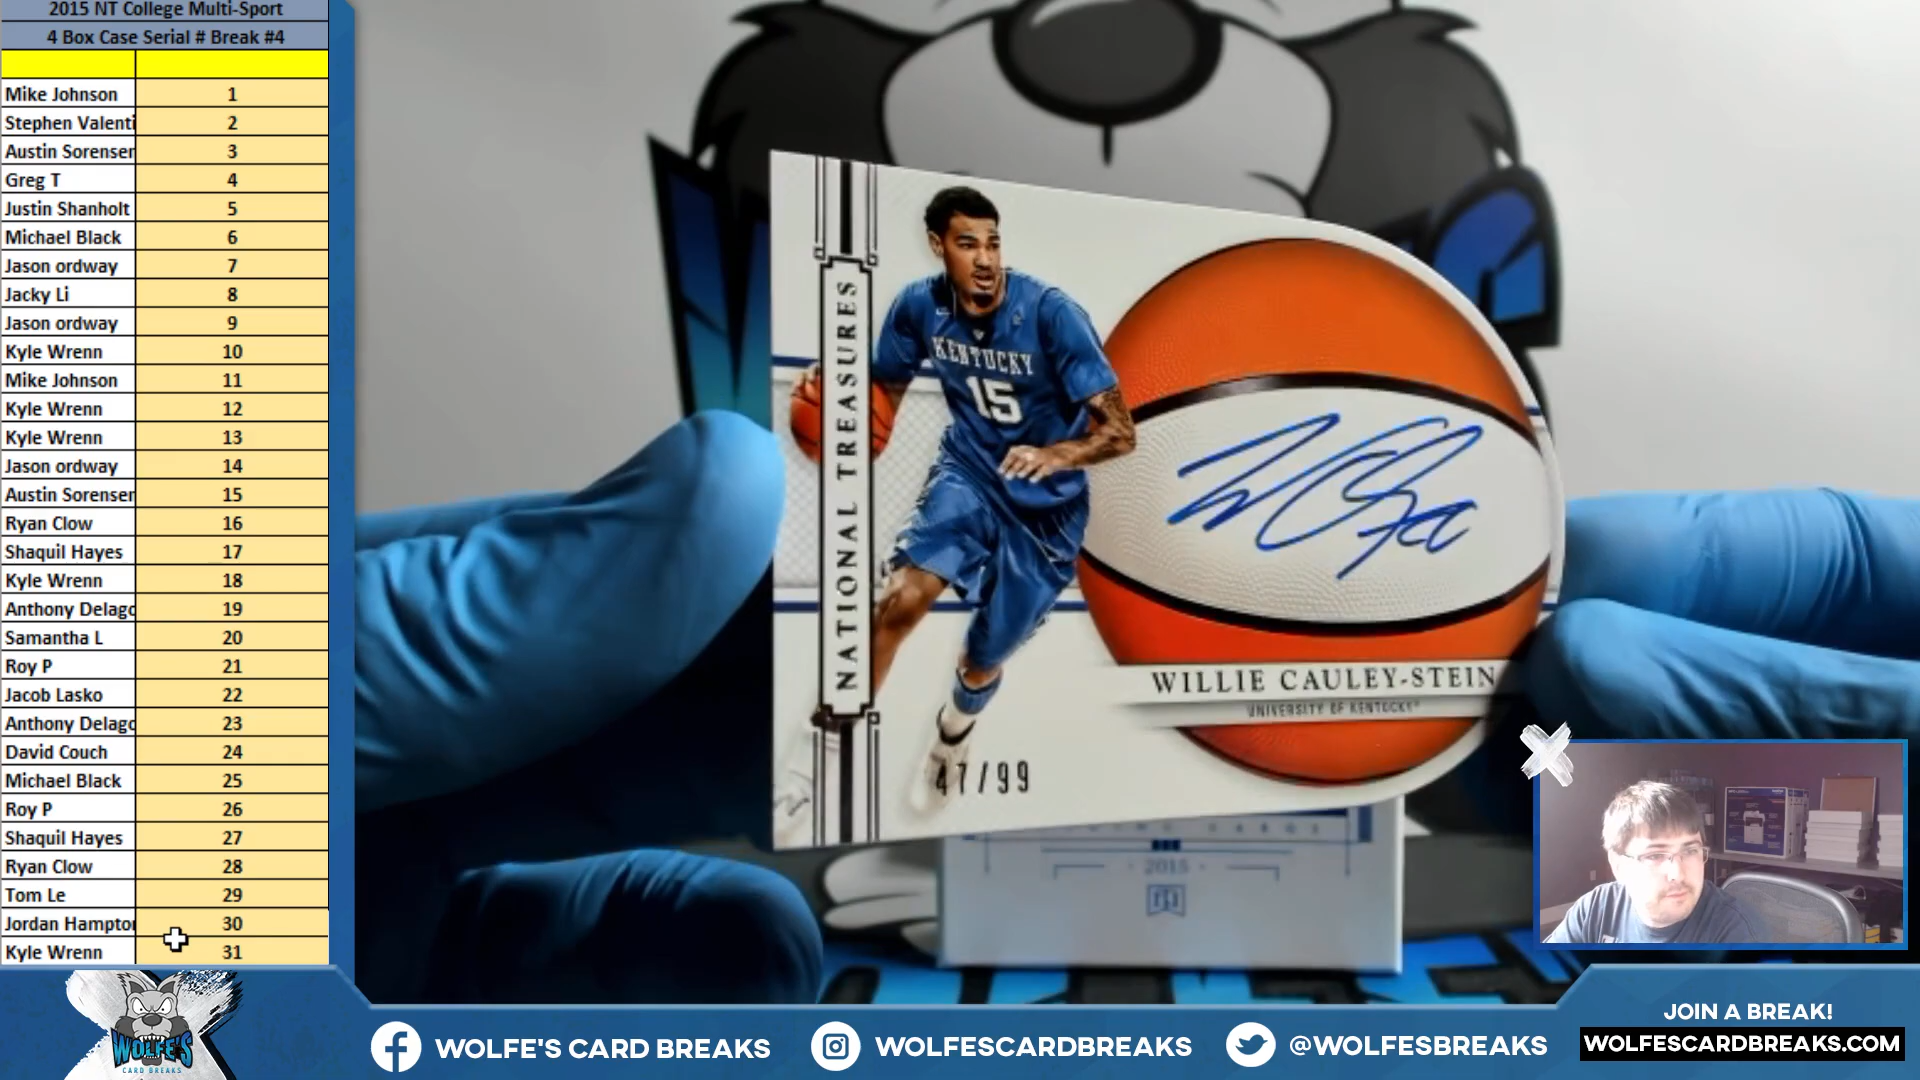 2015 NT College Multi-Sport
4 Box Case Serial # Break #4
Mike Johnson 1
Stephen Valenti 2
Austin Sorensen 3
Greg T 4
Justin Shanholt 5
Michael Black 6
Jason ordway 7
Jacky Li 8
Jason ordway 9
Kyle Wrenn 10
Mike Johnson 11
Kyle Wrenn 12
Kyle Wrenn 13
Jason ordway 14
Austin Sorensen 15
Ryan Clow 16
Shaquil Hayes 17
Kyle Wrenn 18
Anthony Delago 19
Samantha L 20
Roy P 21
Jacob Lasko 22
Anthony Delago 23
David Couch 24
Michael Black 25
Roy P 26
Shaquil Hayes 27
Ryan Clow 28
Tom Le 29
Jordan Hampton 30
Kyle Wrenn 31
NATIONAL TREASURES
KENTUCKY
15
WILLIE CAULEY-STEIN
UNIVERSITY OF KENTUCKY
47/99
2015
WOLFE'S
CARD BREAKS
WOLFE'S CARD BREAKS
WOLFESCARDBREAKS
@WOLFESBREAKS
JOIN A BREAK!
WOLFESCARDBREAKS.COM